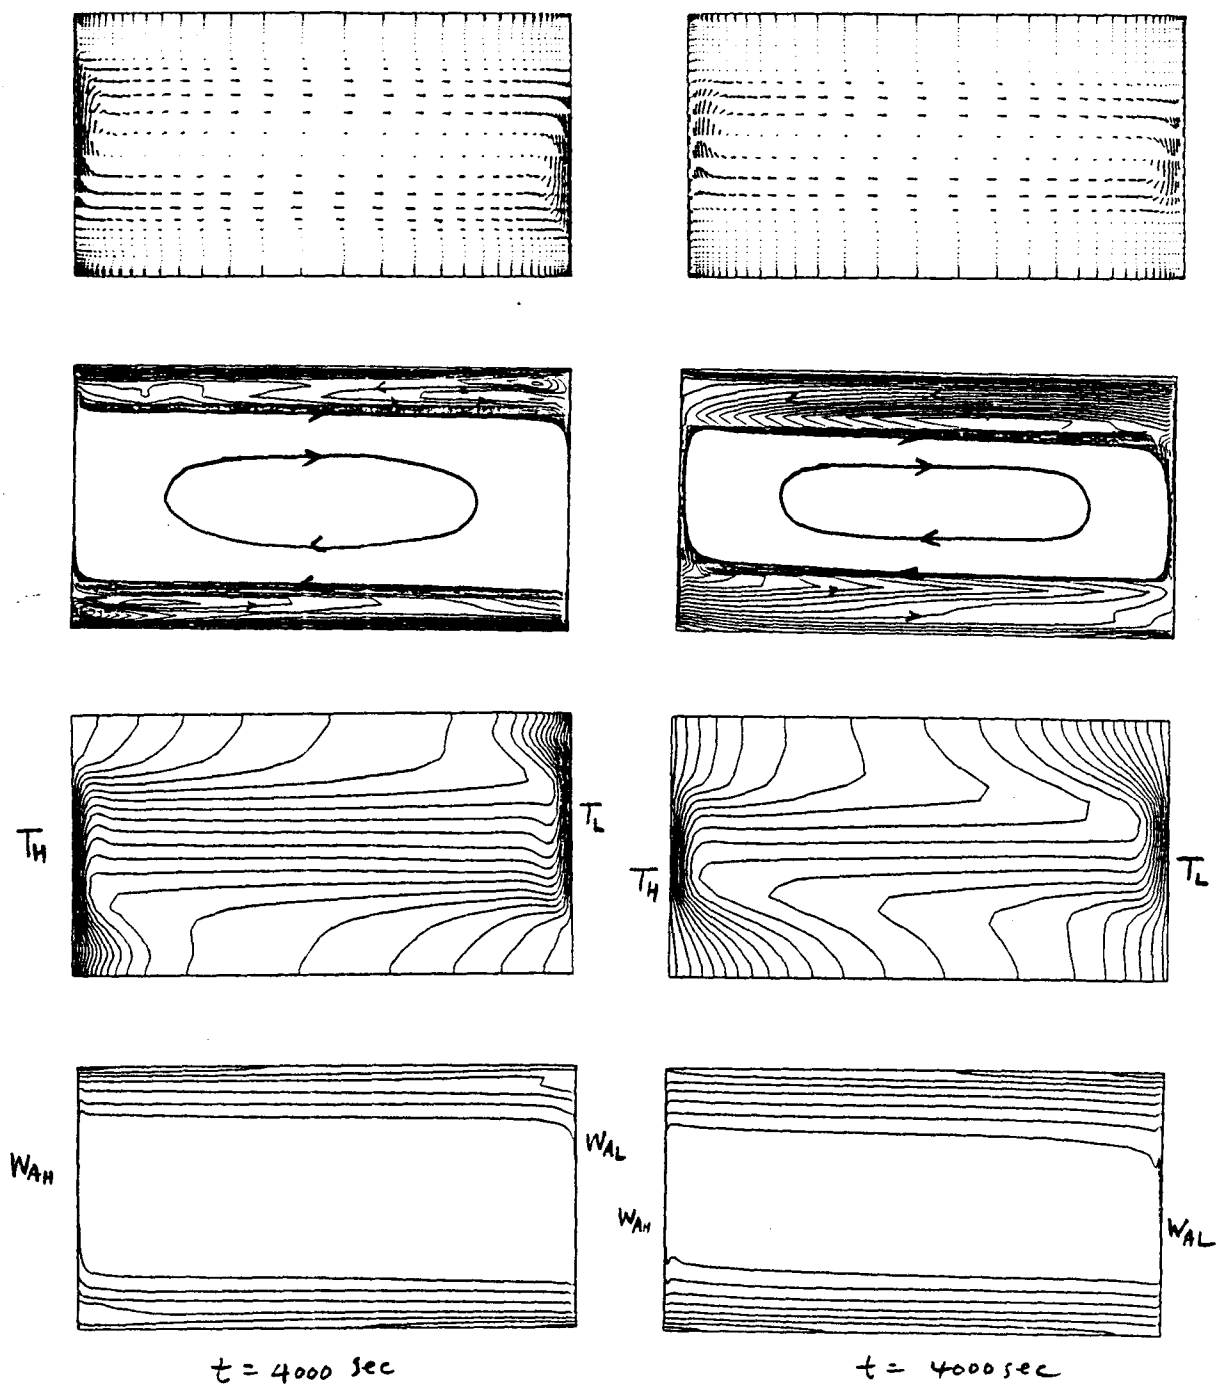 T_H
T_L
T_H
T_L
W_AH
W_AL
W_AH
W_AL
t = 4000 sec
t = 4000 sec